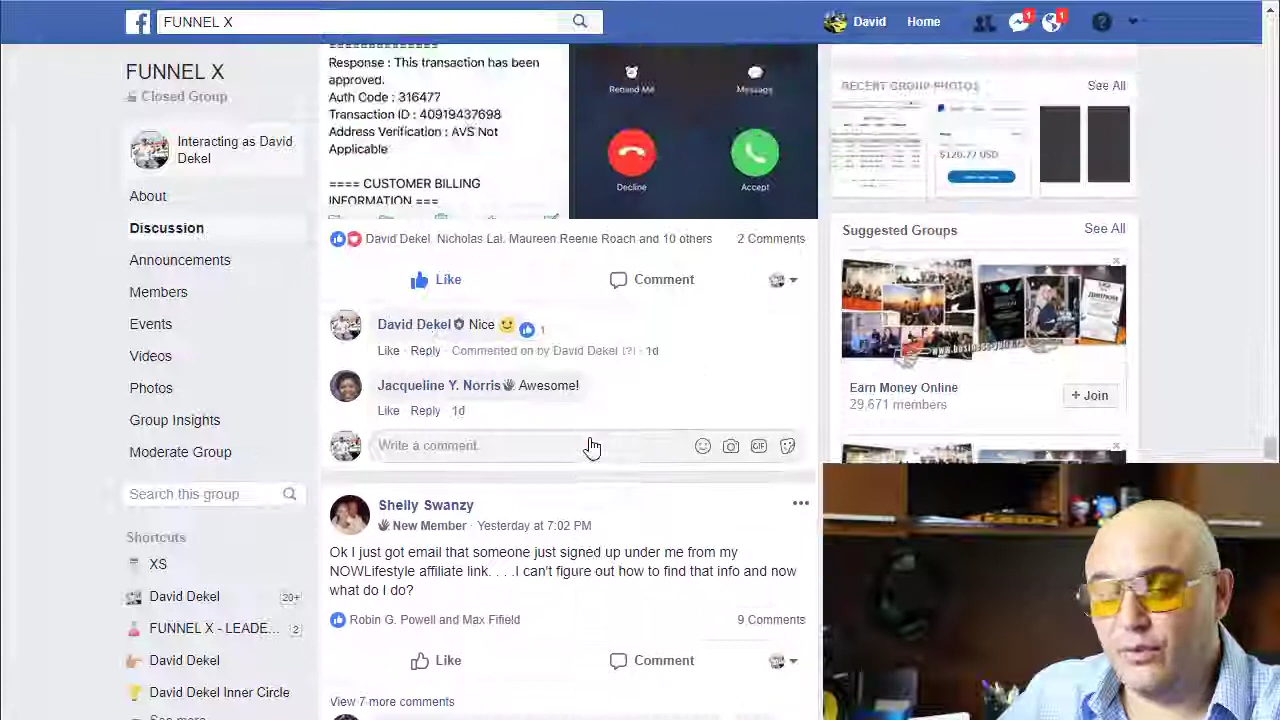 FUNNEL X
David
Home
1
1
FUNNEL X
Closed Group
as David
Dekel
About
Discussion
Announcements
Members
Events
Videos
Photos
Group Insights
Moderate Group
Search this group
Shortcuts
XS
David Dekel
20+
FUNNEL X - LEADE...
2
David Dekel
David Dekel Inner Circle
See more
Response : This transaction has been
approved.
Auth Code : 316477
Transaction ID : 40919437698
Address Verification : AVS Not
Applicable
==== CUSTOMER BILLING
INFORMATION ===
Remind Me
Message
Decline
Accept
David Dekel, Nicholas Lal, Maureen Reenie Roach and 10 others
2 Comments
Like
Comment
David Dekel Nice
1
Like · Reply · Commented on by David Dekel [?] · 1d
Jacqueline Y. Norris Awesome!
Like · Reply · 1d
Write a comment.
GIF
Shelly Swanzy
New Member · Yesterday at 7:02 PM
Ok I just got email that someone just signed up under me from my
NOWLifestyle affiliate link. . . .I can't figure out how to find that info and now
what do I do?
Robin G. Powell and Max Fifield
9 Comments
Like
Comment
View 7 more comments
RECENT GROUP PHOTOS
See All
$120.77 USD
Suggested Groups
See All
Earn Money Online
29,671 members
+ Join